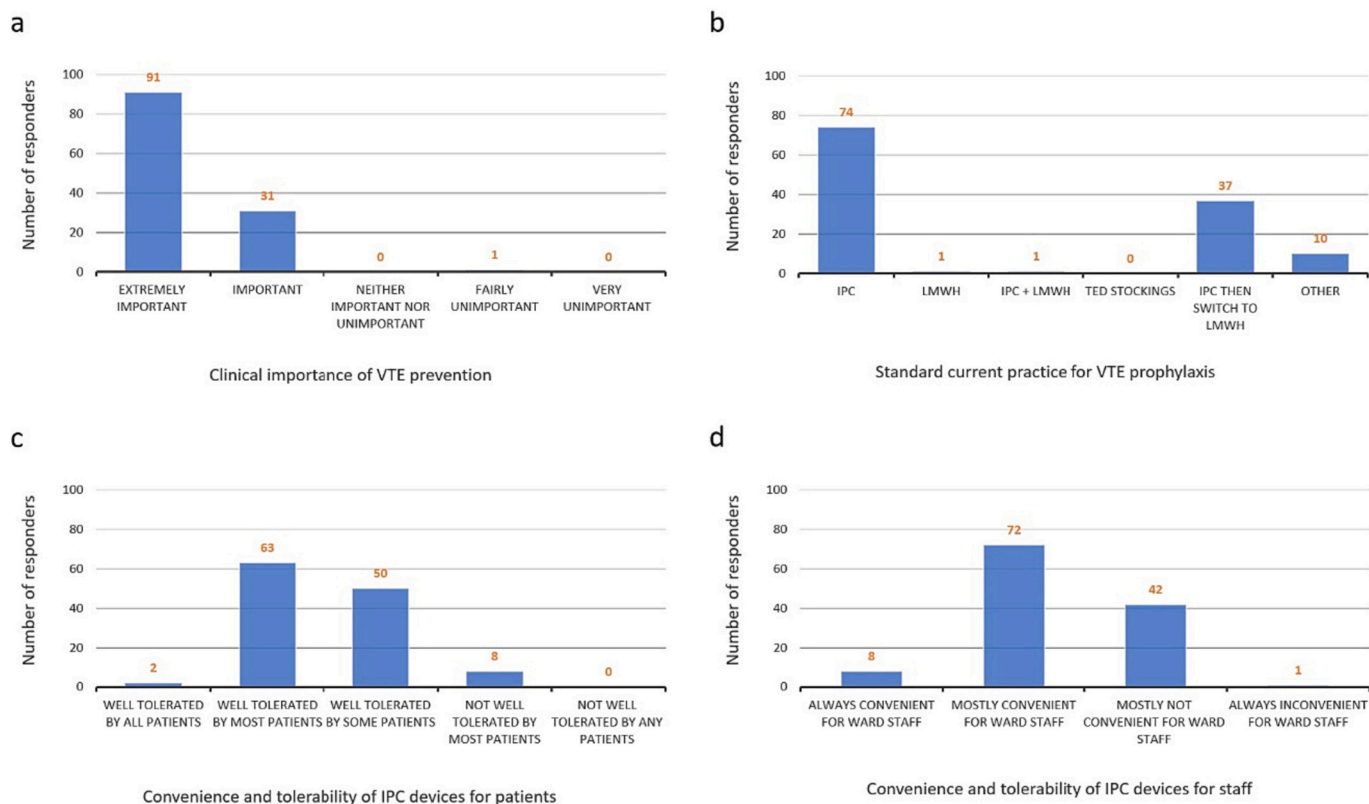 a
Number of responders
100
80
60
40
20
0
91
31
0
1
0
EXTREMELY
IMPORTANT
IMPORTANT
NEITHER
IMPORTANT NOR
UNIMPORTANT
FAIRLY
UNIMPORTANT
VERY
UNIMPORTANT
Clinical importance of VTE prevention
b
Number of responders
100
80
60
40
20
0
74
1
1
0
37
10
IPC
LMWH
IPC + LMWH
TED STOCKINGS
IPC THEN
SWITCH TO
LMWH
OTHER
Standard current practice for VTE prophylaxis
c
Number of responders
100
80
60
40
20
0
2
63
50
8
0
WELL TOLERATED
BY ALL PATIENTS
WELL TOLERATED
BY MOST PATIENTS
WELL TOLERATED
BY SOME PATIENTS
NOT WELL
TOLERATED BY
MOST PATIENTS
NOT WELL
TOLERATED BY ANY
PATIENTS
Convenience and tolerability of IPC devices for patients
d
Number of responders
100
80
60
40
20
0
8
72
42
1
ALWAYS CONVENIENT
FOR WARD STAFF
MOSTLY CONVENIENT
FOR WARD STAFF
MOSTLY NOT
CONVENIENT FOR WARD
STAFF
ALWAYS INCONVENIENT
FOR WARD STAFF
Convenience and tolerability of IPC devices for staff